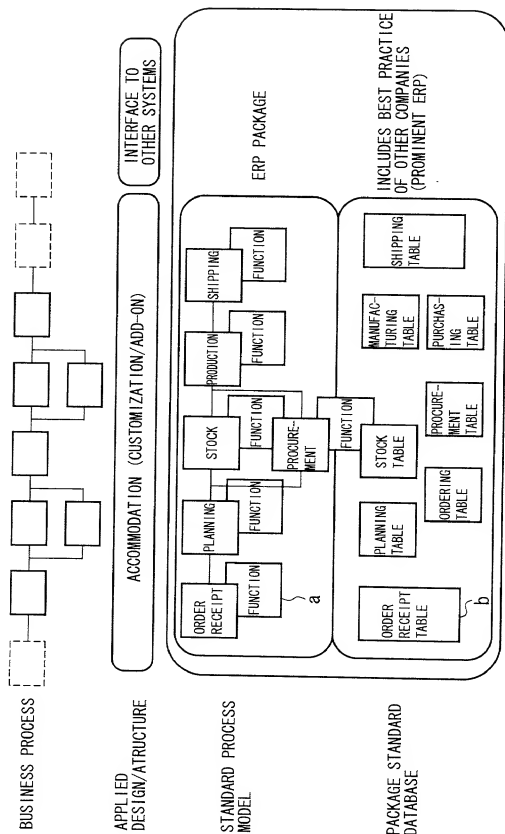 BUSINESS PROCESS
APPLIED
DESIGN/ATRUCTURE
ACCOMMODATION (CUSTOMIZATION/ADD-ON)
INTERFACE TO
OTHER SYSTEMS
STANDARD PROCESS
MODEL
ORDER
RECEIPT
FUNCTION
a
PLANNING
FUNCTION
STOCK
FUNCTION
PROCURE-
MENT
FUNCTION
PRODUCTION
FUNCTION
SHIPPING
FUNCTION
ERP PACKAGE
PACKAGE STANDARD
DATABASE
ORDER
RECEIPT
TABLE
b
PLANNING
TABLE
ORDERING
TABLE
STOCK
TABLE
PROCURE-
MENT
TABLE
MANUFAC-
TURING
TABLE
PURCHAS-
ING
TABLE
SHIPPING
TABLE
INCLUDES BEST PRACTICE
OF OTHER COMPANIES
(PROMINENT ERP)